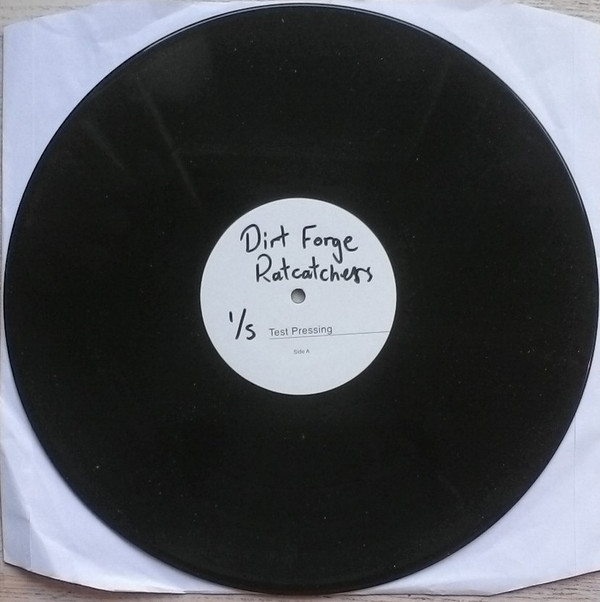 Dirt Forge
Ratcatchers
1/5 Test Pressing
Side A